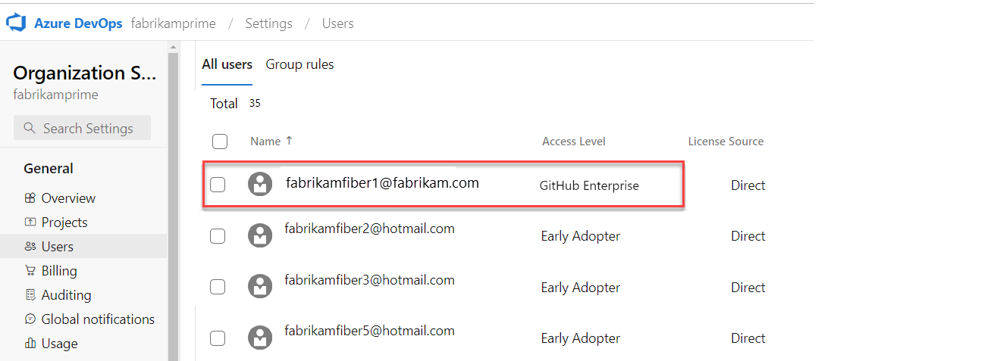 Azure DevOps fabrikamprime / Settings / Users
Organization S...
fabrikamprime
Search Settings
General
Overview
Projects
Users
Billing
Auditing
Global notifications
Usage
All users Group rules
Total 35
Name ↑ Access Level License Source
fabrikamfiber1@fabrikam.com GitHub Enterprise Direct
fabrikamfiber2@hotmail.com Early Adopter Direct
fabrikamfiber3@hotmail.com Early Adopter Direct
fabrikamfiber5@hotmail.com Early Adopter Direct